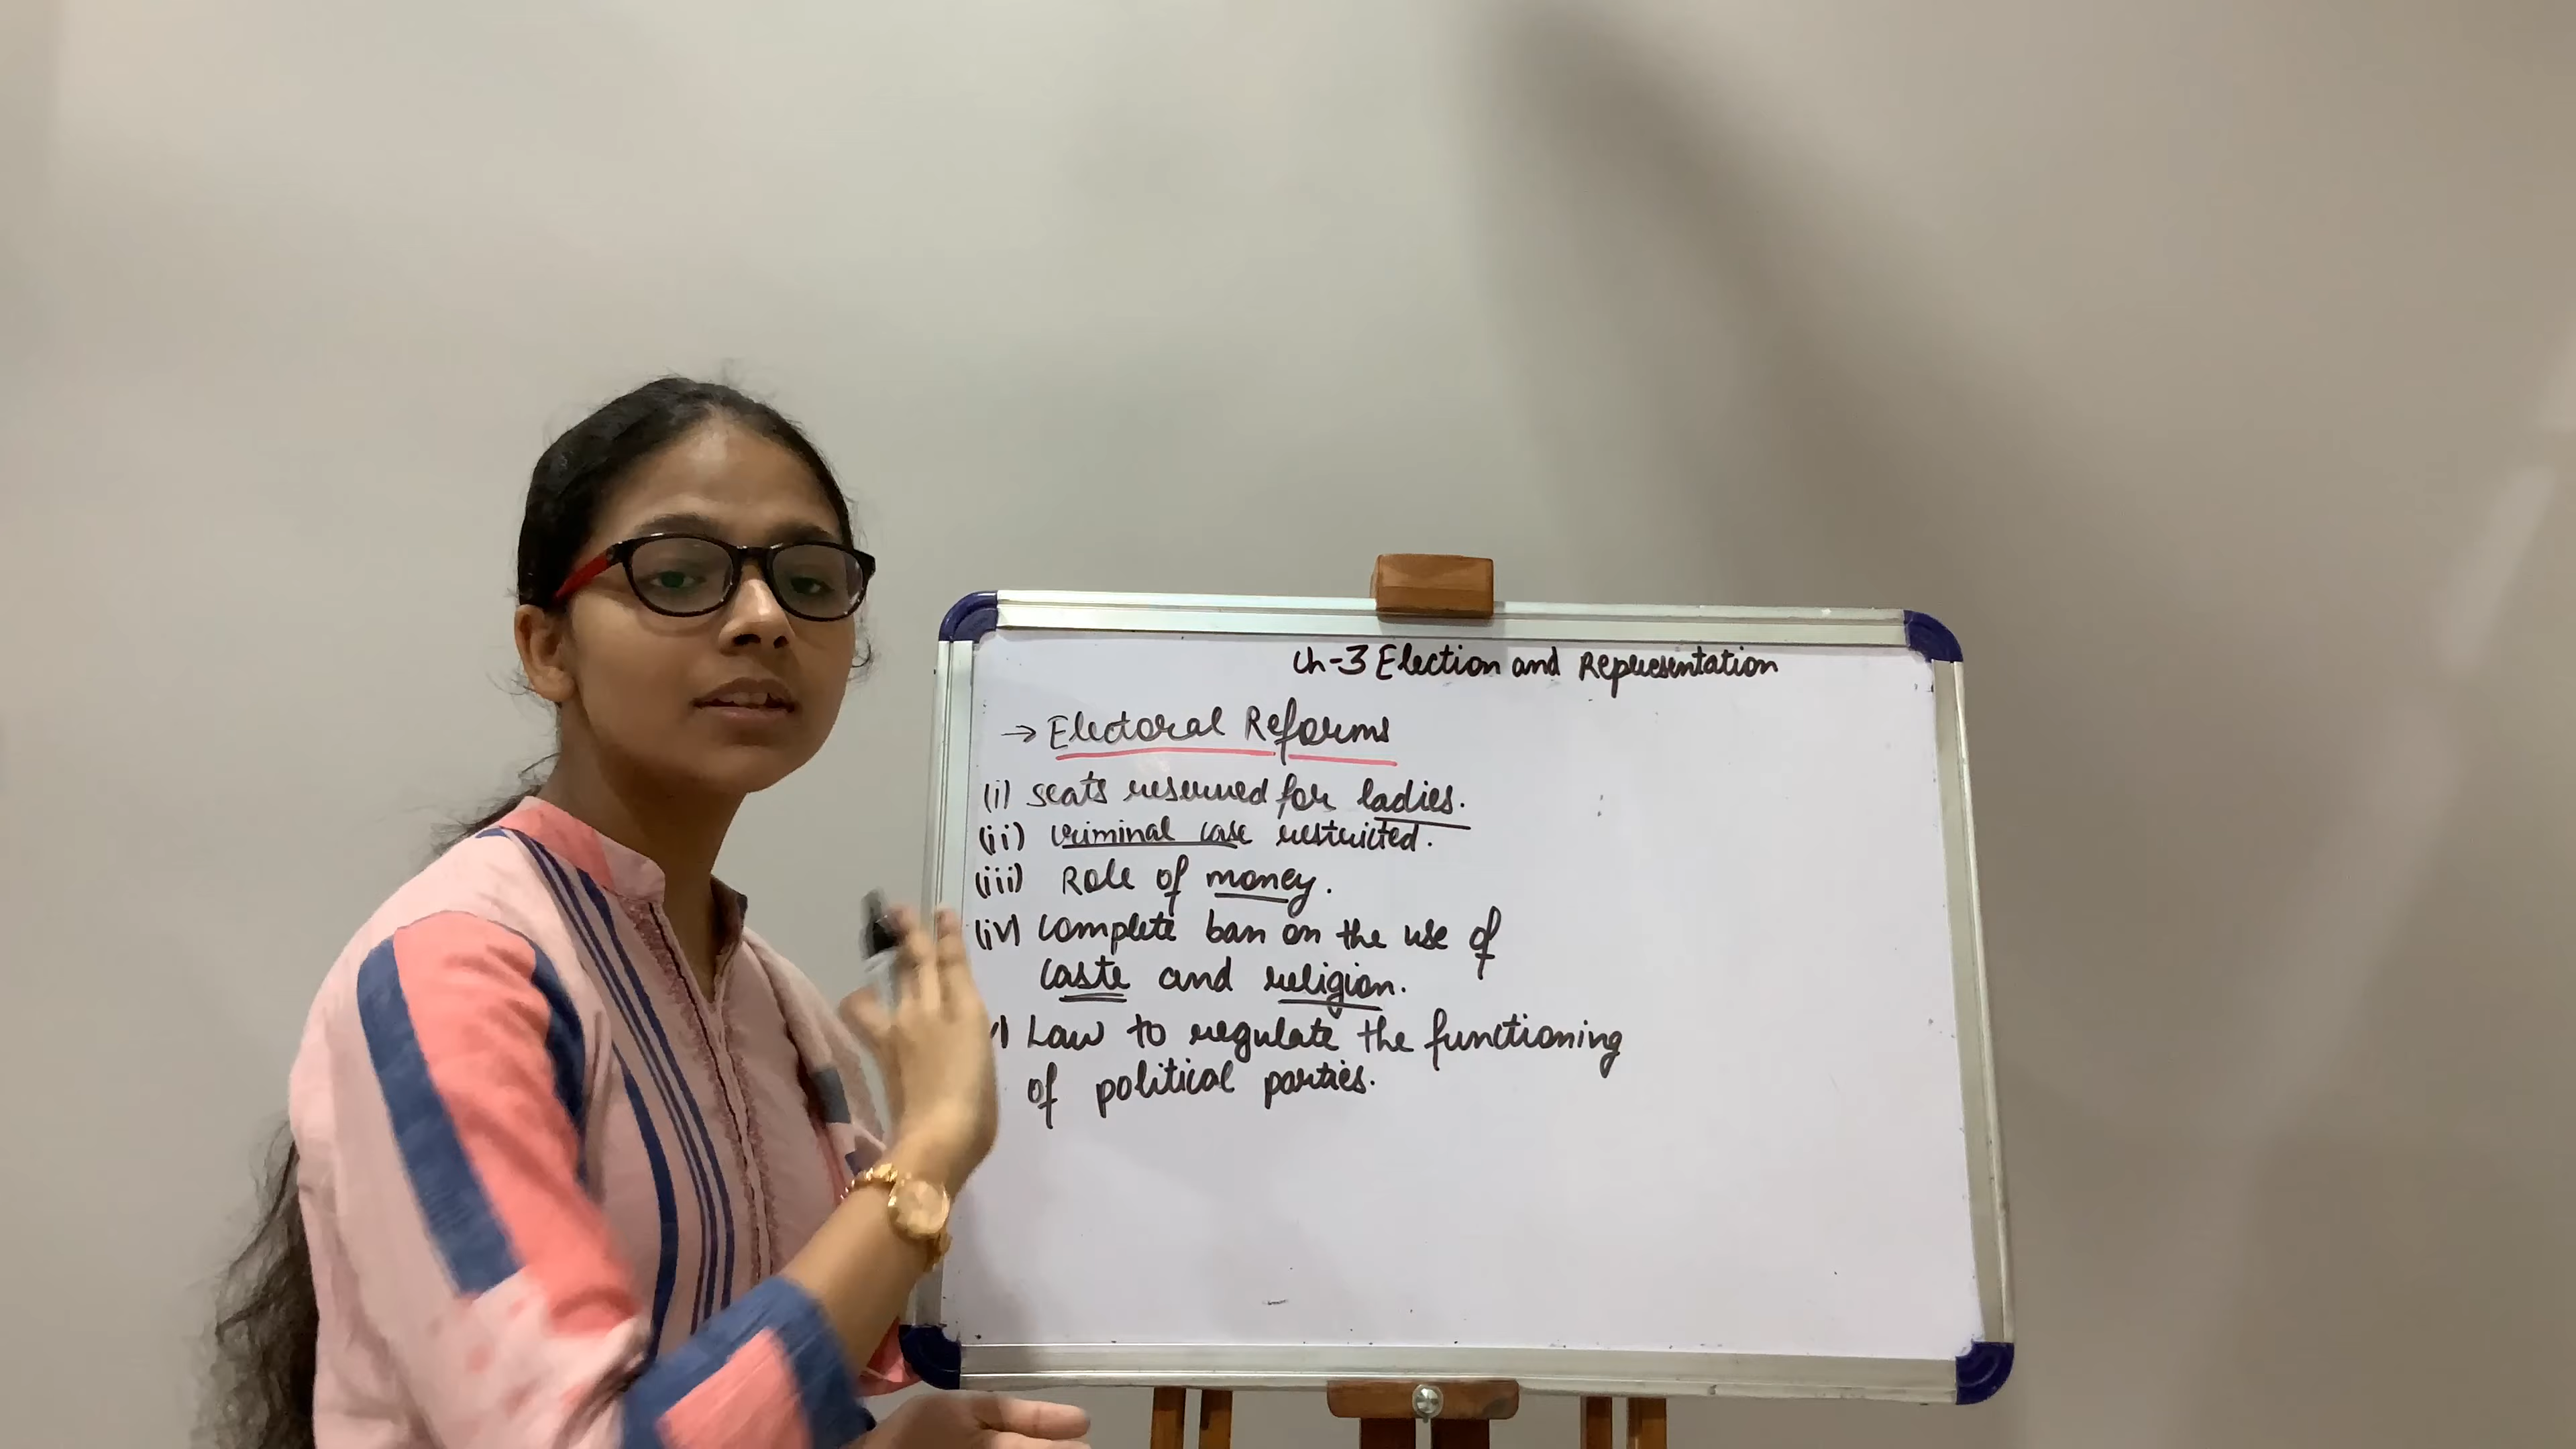 Ch-3 Election and Representation
→ Electoral Reforms
(i) seats reserved for ladies.
(ii) criminal case restricted.
(iii) Role of money.
(iv) complete ban on the use of
caste and religion.
v) Law to regulate the functioning
of political parties.